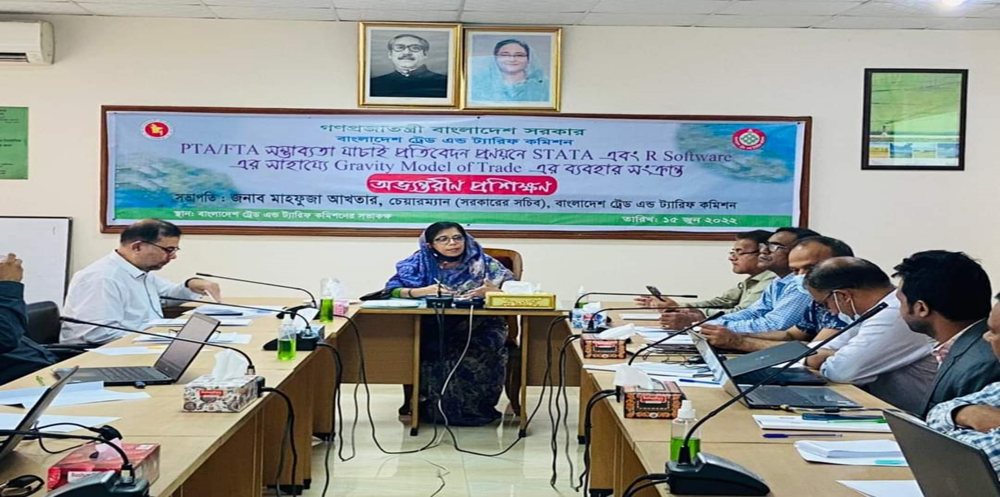 গণপ্রজাতন্ত্রী বাংলাদেশ সরকার
বাংলাদেশ ট্রেড এন্ড ট্যারিফ কমিশন
PTA/FTA সম্ভাব্যতা যাচাই প্রতিবেদন প্রণয়নে STATA এবং R Software
এর সাহায্যে Gravity Model of Trade -এর ব্যবহার সংক্রান্ত
অভ্যন্তরীণ প্রশিক্ষণ
সভাপতি : জনাব মাহফুজা আখতার, চেয়ারম্যান (সরকারের সচিব), বাংলাদেশ ট্রেড এন্ড ট্যারিফ কমিশন
স্থান: বাংলাদেশ ট্রেড এন্ড ট্যারিফ কমিশনের সভাকক্ষ
তারিখ: ১৫ জুন ২০২২